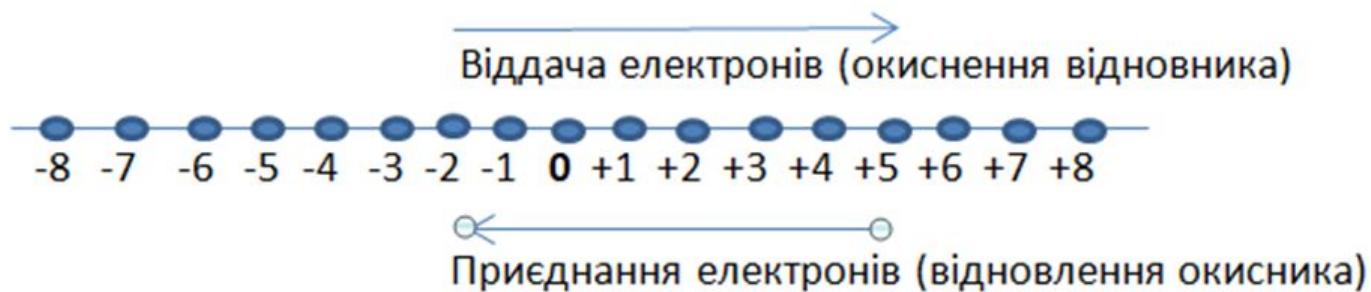 Віддача електронів (окиснення відновника)
-8 -7 -6 -5 -4 -3 -2 -1 0 +1 +2 +3 +4 +5 +6 +7 +8
Приєднання електронів (відновлення окисника)